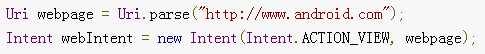 Uri webpage = Uri.parse("http://www.android.com");
Intent webIntent = new Intent(Intent.ACTION_VIEW, webpage);